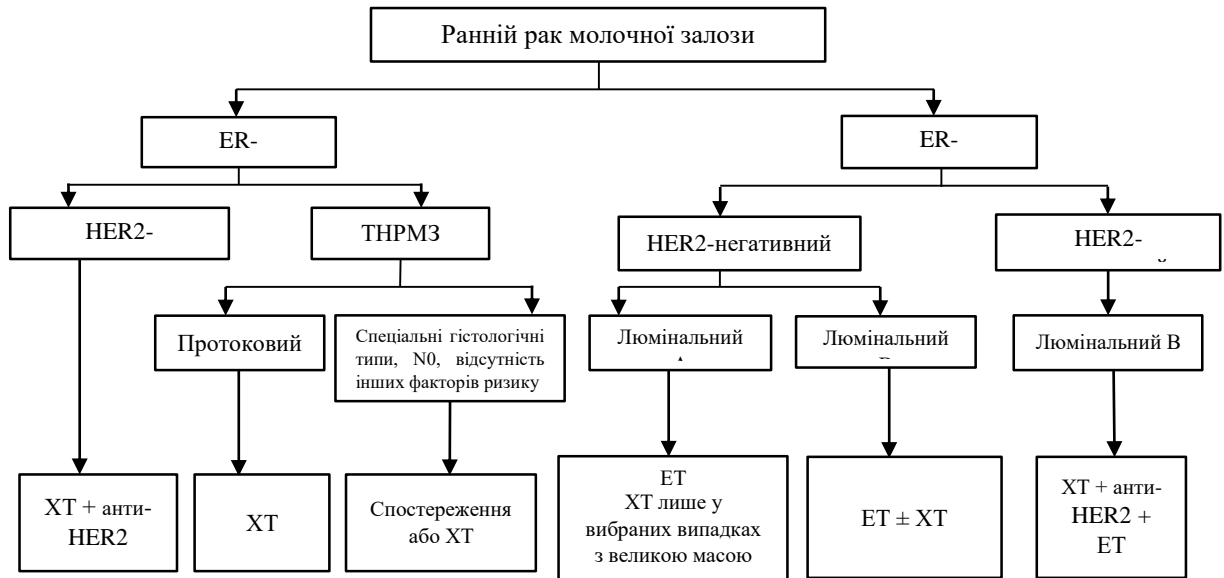 Ранній рак молочної залози
ER-
ER-
HER2-
ТНРМЗ
HER2-негативний
HER2-
Протоковий
Спеціальні гістологічні
типи, N0, відсутність
інших факторів ризику
Люмінальний
Люмінальний
Люмінальний В
ХТ + анти-
HER2
ХТ
Спостереження
або ХТ
ЕТ
ХТ лише у
вибраних випадках
з великою масою
ЕТ ± ХТ
ХТ + анти-
HER2 +
ЕТ